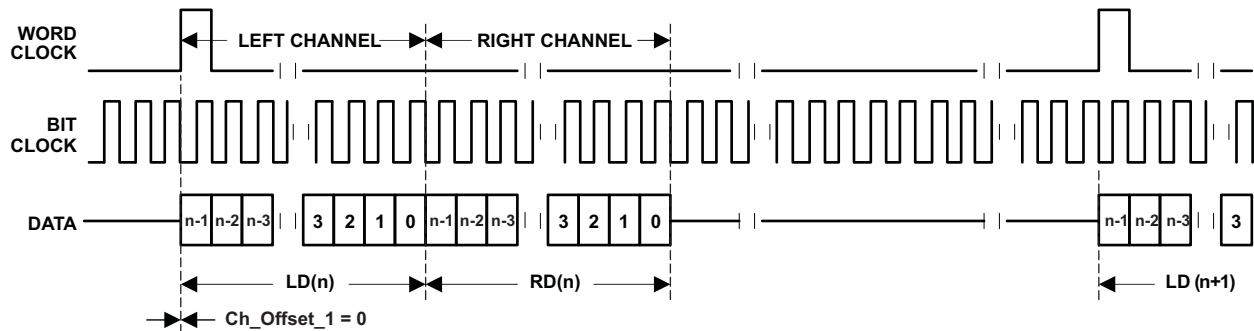 WORD
CLOCK
LEFT CHANNEL
RIGHT CHANNEL
BIT
CLOCK
DATA
n-1 n-2 n-3 3 2 1 0 n-1 n-2 n-3 3 2 1 0 n-1 n-2 n-3 3
LD(n) RD(n) LD (n+1)
Ch_Offset_1 = 0